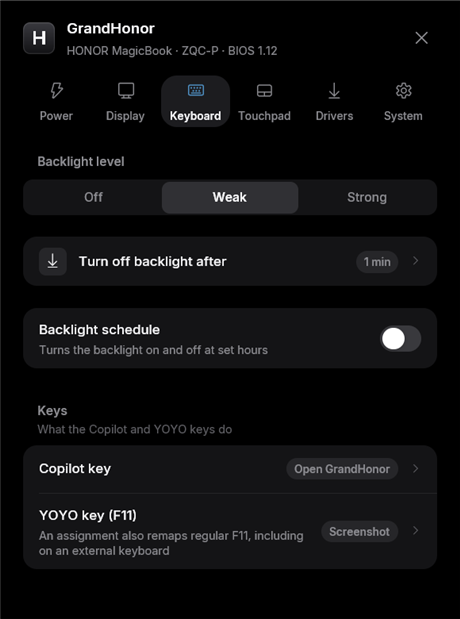 H
GrandHonor
HONOR MagicBook · ZQC-P · BIOS 1.12
Power
Display
Keyboard
Touchpad
Drivers
System
Backlight level
Off
Weak
Strong
Turn off backlight after
1 min
Backlight schedule
Turns the backlight on and off at set hours
Keys
What the Copilot and YOYO keys do
Copilot key
Open GrandHonor
YOYO key (F11)
An assignment also remaps regular F11, including
on an external keyboard
Screenshot